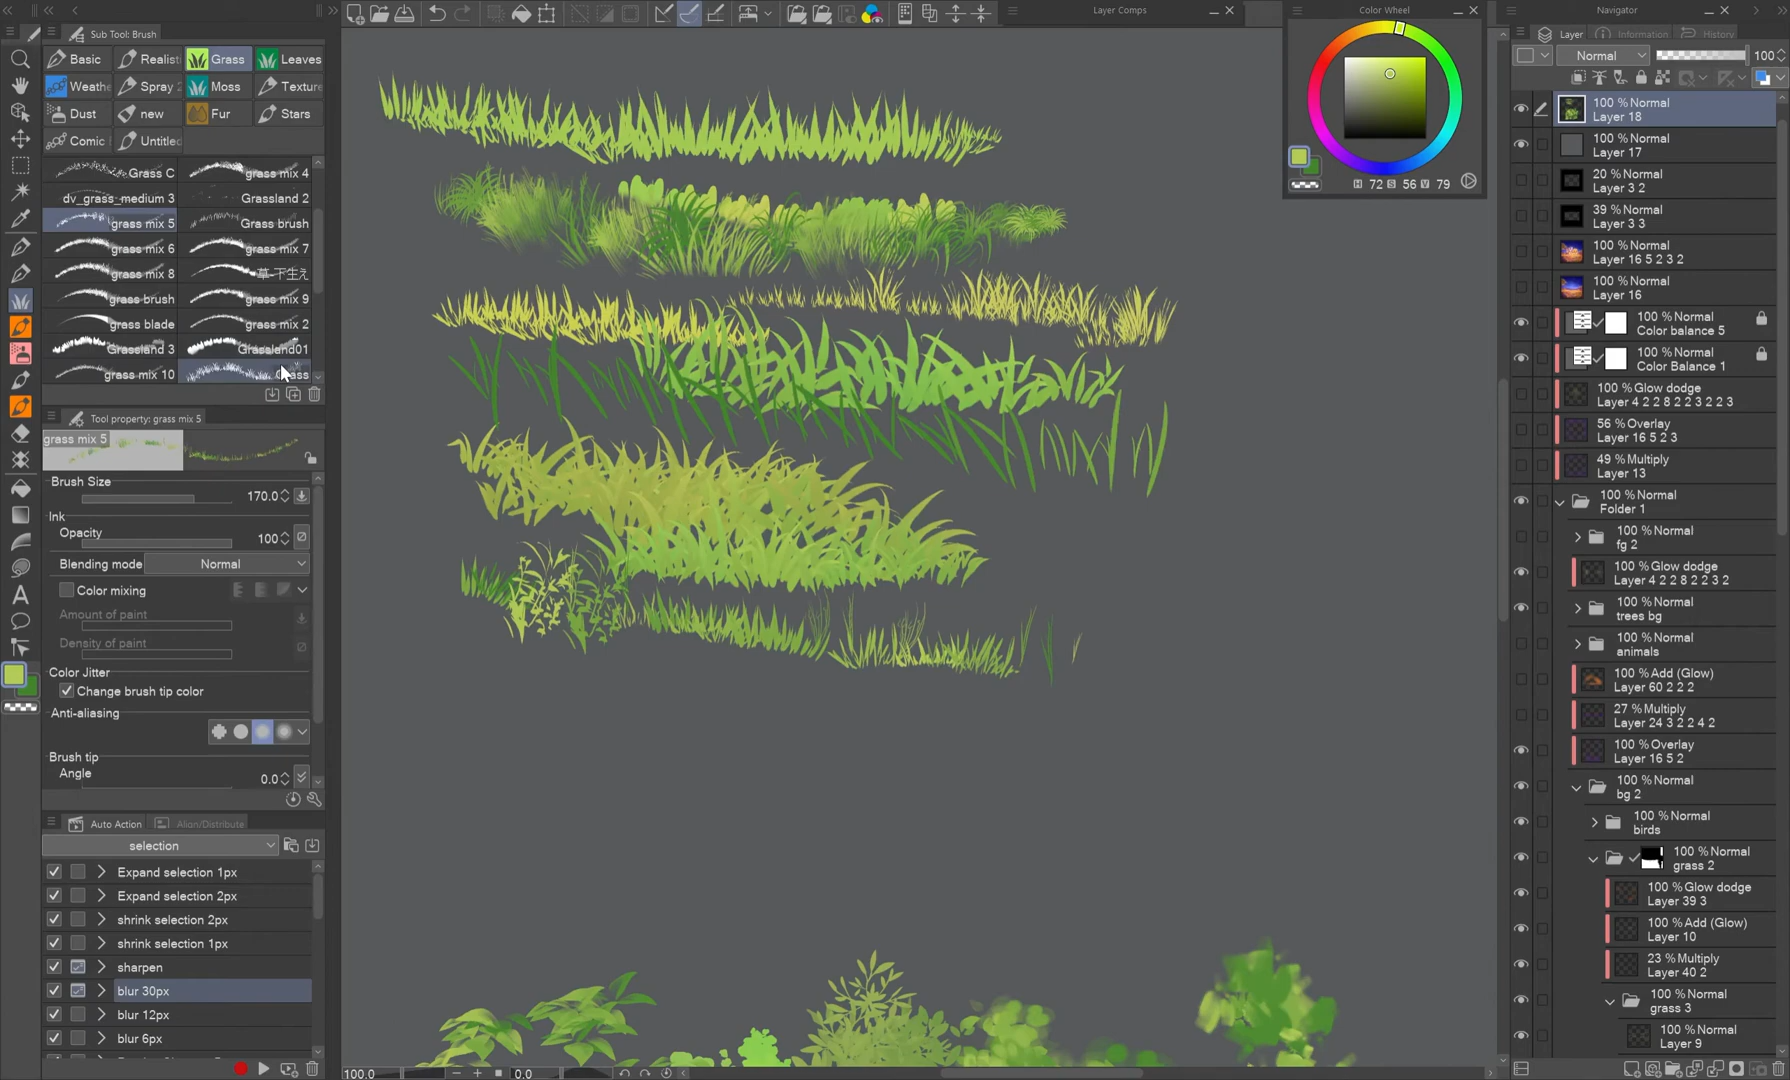 Sub Tool: Brush
Basic
Realist
Grass
Leaves
Weathe
Spray 2
Moss
Texture
Dust
new
Fur
Stars
Comic
Untitled
Grass C
grass mix 4
dv_grass_medium 3
Grassland 2
grass mix 5
Grass brush
grass mix 6
grass mix 7
grass mix 8
草-下生え
grass brush
grass mix 9
grass blade
grass mix 2
Grassland 3
Grassland01
grass mix 10
Tool property: grass mix 5
grass mix 5
Brush Size
170.0
Ink
Opacity
100
Blending mode
Normal
Color mixing
Amount of paint
Density of paint
Color Jitter
Change brush tip color
Anti-aliasing
Brush tip
Angle
0.0
Auto Action
Align/Distribute
selection
Expand selection 1px
Expand selection 2px
shrink selection 2px
shrink selection 1px
sharpen
blur 30px
blur 12px
blur 6px
Layer Comps
100.0
0.0
Color Wheel
H 72 S 56 V 79
Navigator
Layer
Information
History
Normal
100
100 % Normal
Layer 18
100 % Normal
Layer 17
20 % Normal
Layer 3 2
39 % Normal
Layer 3 3
100 % Normal
Layer 16 5 2 3 2
100 % Normal
Layer 16
100 % Normal
Color balance 5
100 % Normal
Color Balance 1
100 % Glow dodge
Layer 4 2 2 8 2 2 3 2 2 3
56 % Overlay
Layer 16 5 2 3
49 % Multiply
Layer 13
100 % Normal
Folder 1
100 % Normal
fg 2
100 % Glow dodge
Layer 4 2 2 8 2 2 3 2
100 % Normal
trees bg
100 % Normal
animals
100 % Add (Glow)
Layer 60 2 2 2
27 % Multiply
Layer 24 3 2 2 4 2
100 % Overlay
Layer 16 5 2
100 % Normal
bg 2
100 % Normal
birds
100 % Normal
grass 2
100 % Glow dodge
Layer 39 3
100 % Add (Glow)
Layer 10
23 % Multiply
Layer 40 2
100 % Normal
grass 3
100 % Normal
Layer 9